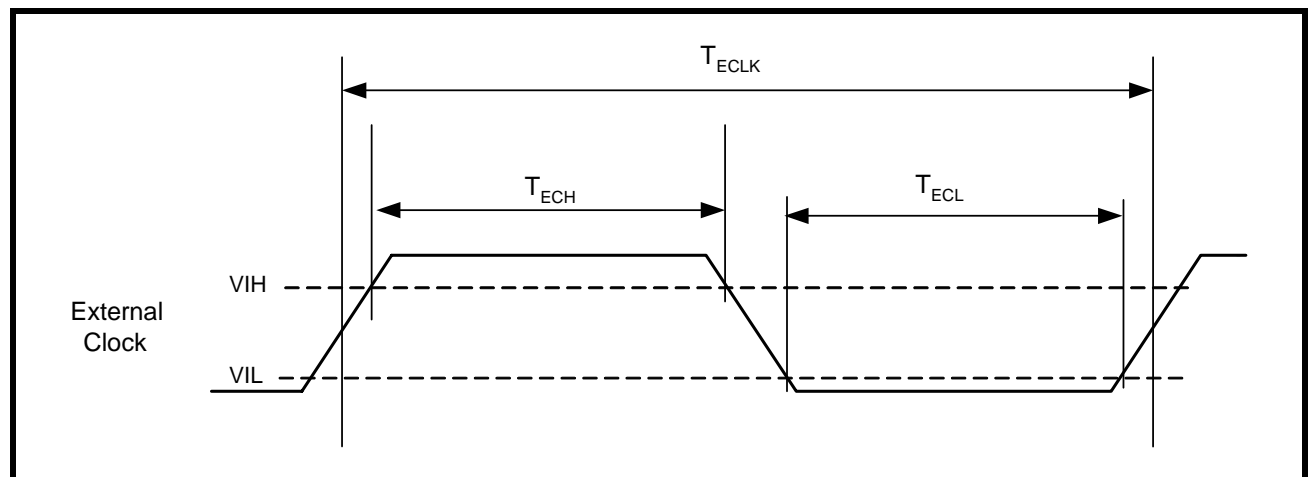 T_ECLK
T_ECH
T_ECL
VIH
External
Clock
VIL